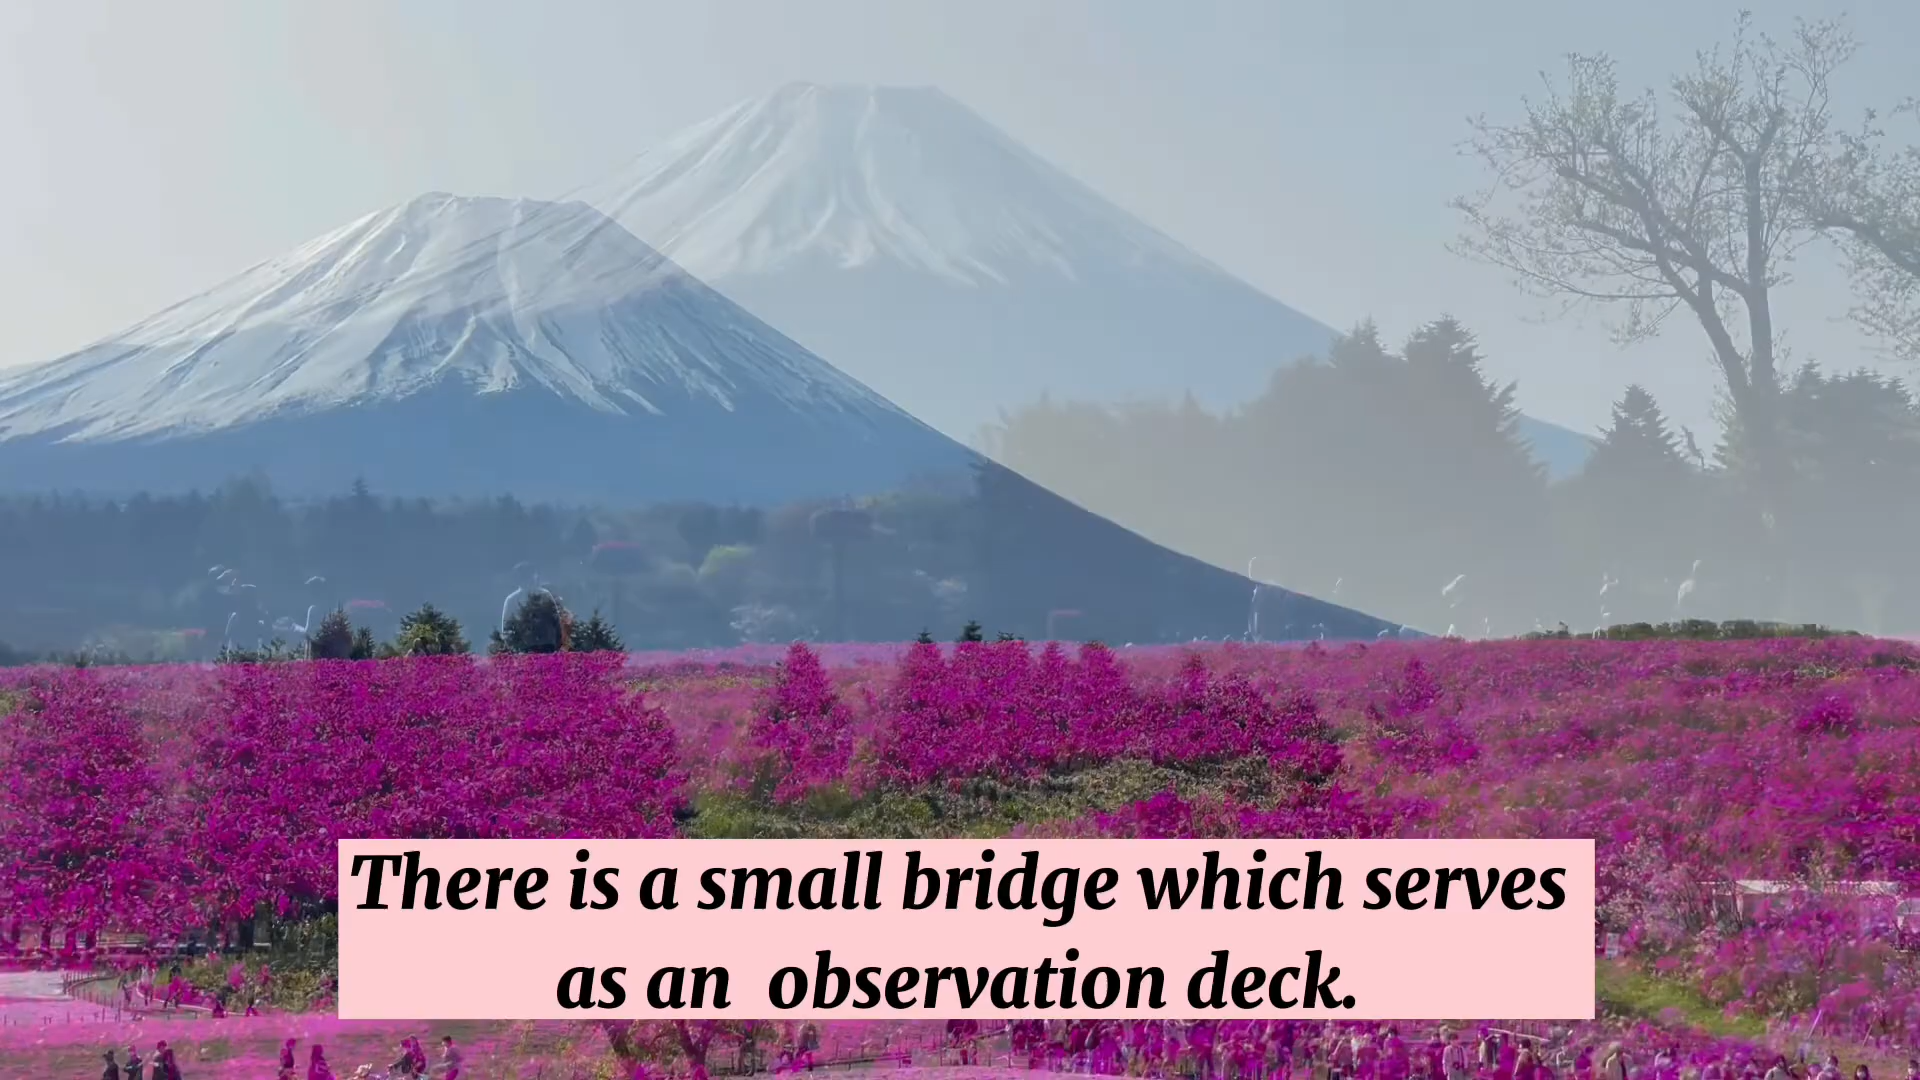 There is a small bridge which serves
as an  observation deck.